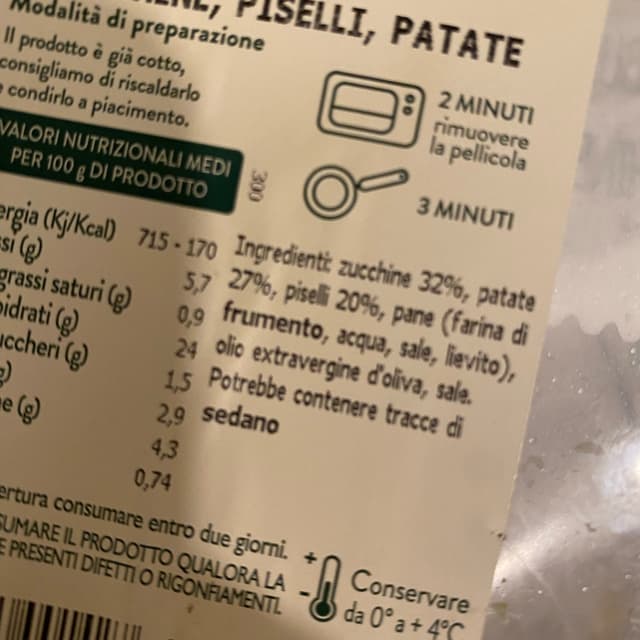 PISELLI, PATATE
Modalità di preparazione
Il prodotto è già cotto,
consigliamo di riscaldarlo
condirlo a piacimento.
2 MINUTI
rimuovere
la pellicola
3 MINUTI
VALORI NUTRIZIONALI MEDI
PER 100 g DI PRODOTTO
300
ergia (Kj/Kcal) 715 - 170
si (g) 5,7
grassi saturi (g) 0,9
idrati (g) 24
uccheri (g) 1,5
2,9
e (g) 4,3
0,74
Ingredienti: zucchine 32%, patate
27%, piselli 20%, pane (farina di
frumento, acqua, sale, lievito),
olio extravergine d'oliva, sale.
Potrebbe contenere tracce di
sedano
ertura consumare entro due giorni.
SUMARE IL PRODOTTO QUALORA LA
E PRESENTI DIFETTI O RIGONFIAMENTI.
+
-
Conservare
da 0° a + 4°C